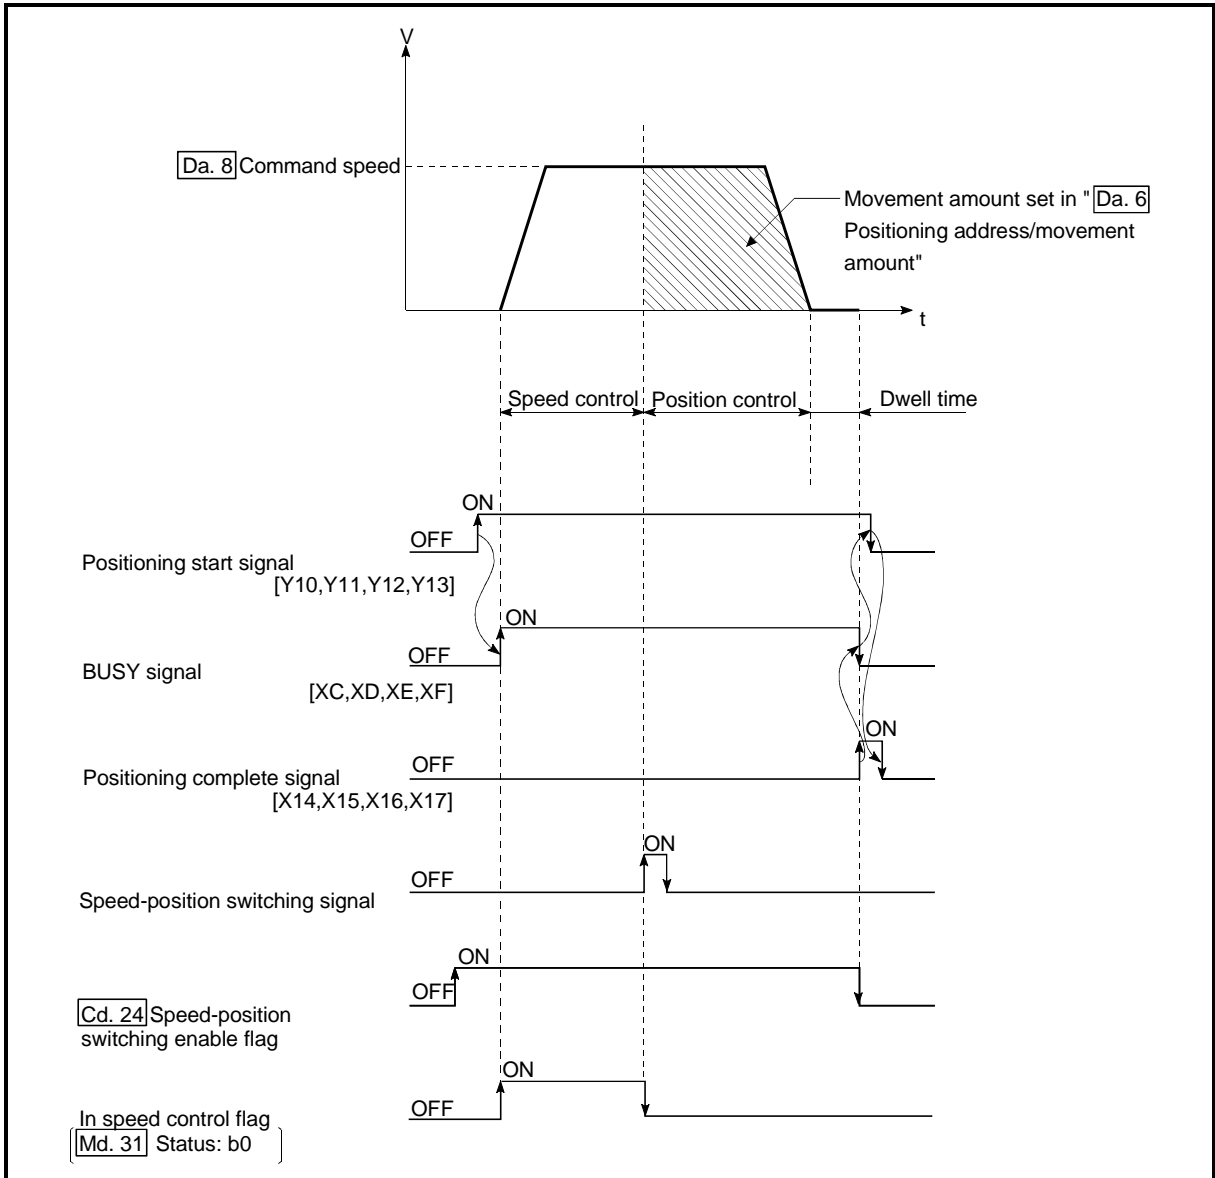 V
Da. 8 Command speed
Movement amount set in " Da. 6
Positioning address/movement
amount"
t
Speed control
Position control
Dwell time
ON
OFF
Positioning start signal
[Y10,Y11,Y12,Y13]
ON
OFF
BUSY signal
[XC,XD,XE,XF]
ON
OFF
Positioning complete signal
[X14,X15,X16,X17]
ON
OFF
Speed-position switching signal
ON
OFF
Cd. 24 Speed-position
switching enable flag
ON
OFF
In speed control flag
Md. 31 Status: b0